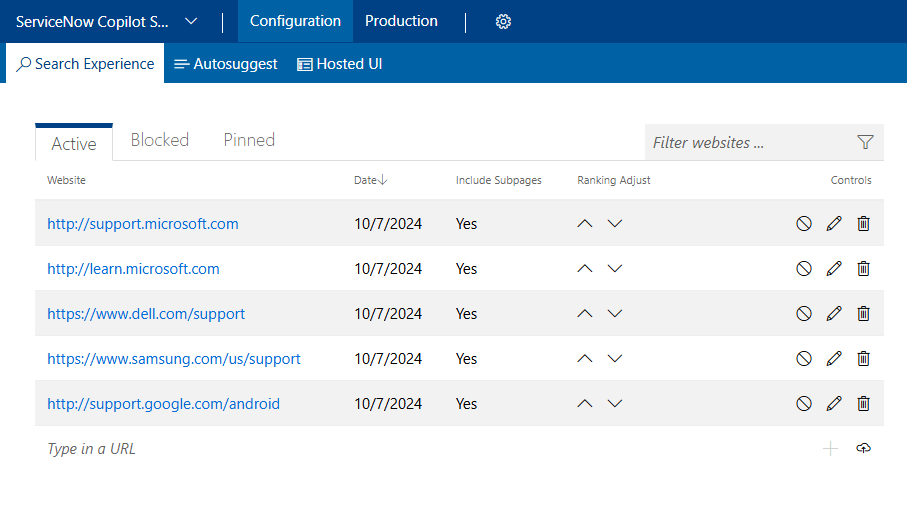 ServiceNow Copilot S... Configuration Production
Search Experience Autosuggest Hosted UI
Active Blocked Pinned Filter websites ...
Website Date Include Subpages Ranking Adjust Controls
http://support.microsoft.com 10/7/2024 Yes
http://learn.microsoft.com 10/7/2024 Yes
https://www.dell.com/support 10/7/2024 Yes
https://www.samsung.com/us/support 10/7/2024 Yes
http://support.google.com/android 10/7/2024 Yes
Type in a URL